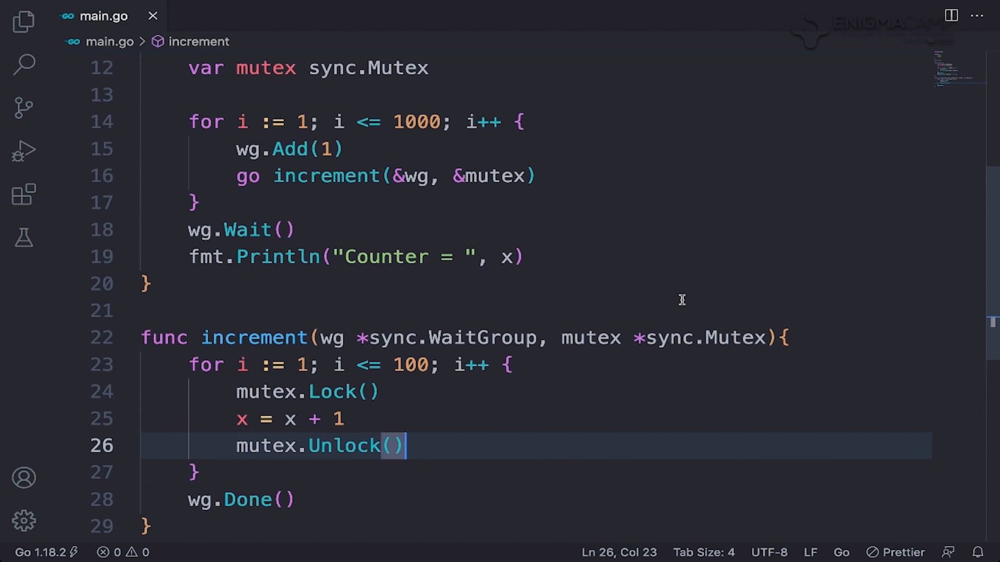 main.go
ENIGMACAMP
main.go > increment
12 var mutex sync.Mutex
13
14 for i := 1; i <= 1000; i++ {
15 wg.Add(1)
16 go increment(&wg, &mutex)
17 }
18 wg.Wait()
19 fmt.Println("Counter = ", x)
20 }
21
22 func increment(wg *sync.WaitGroup, mutex *sync.Mutex){
23 for i := 1; i <= 100; i++ {
24 mutex.Lock()
25 x = x + 1
26 mutex.Unlock()
27 }
28 wg.Done()
29 }
Go 1.18.2 0 0 Ln 26, Col 23 Tab Size: 4 UTF-8 LF Go Prettier